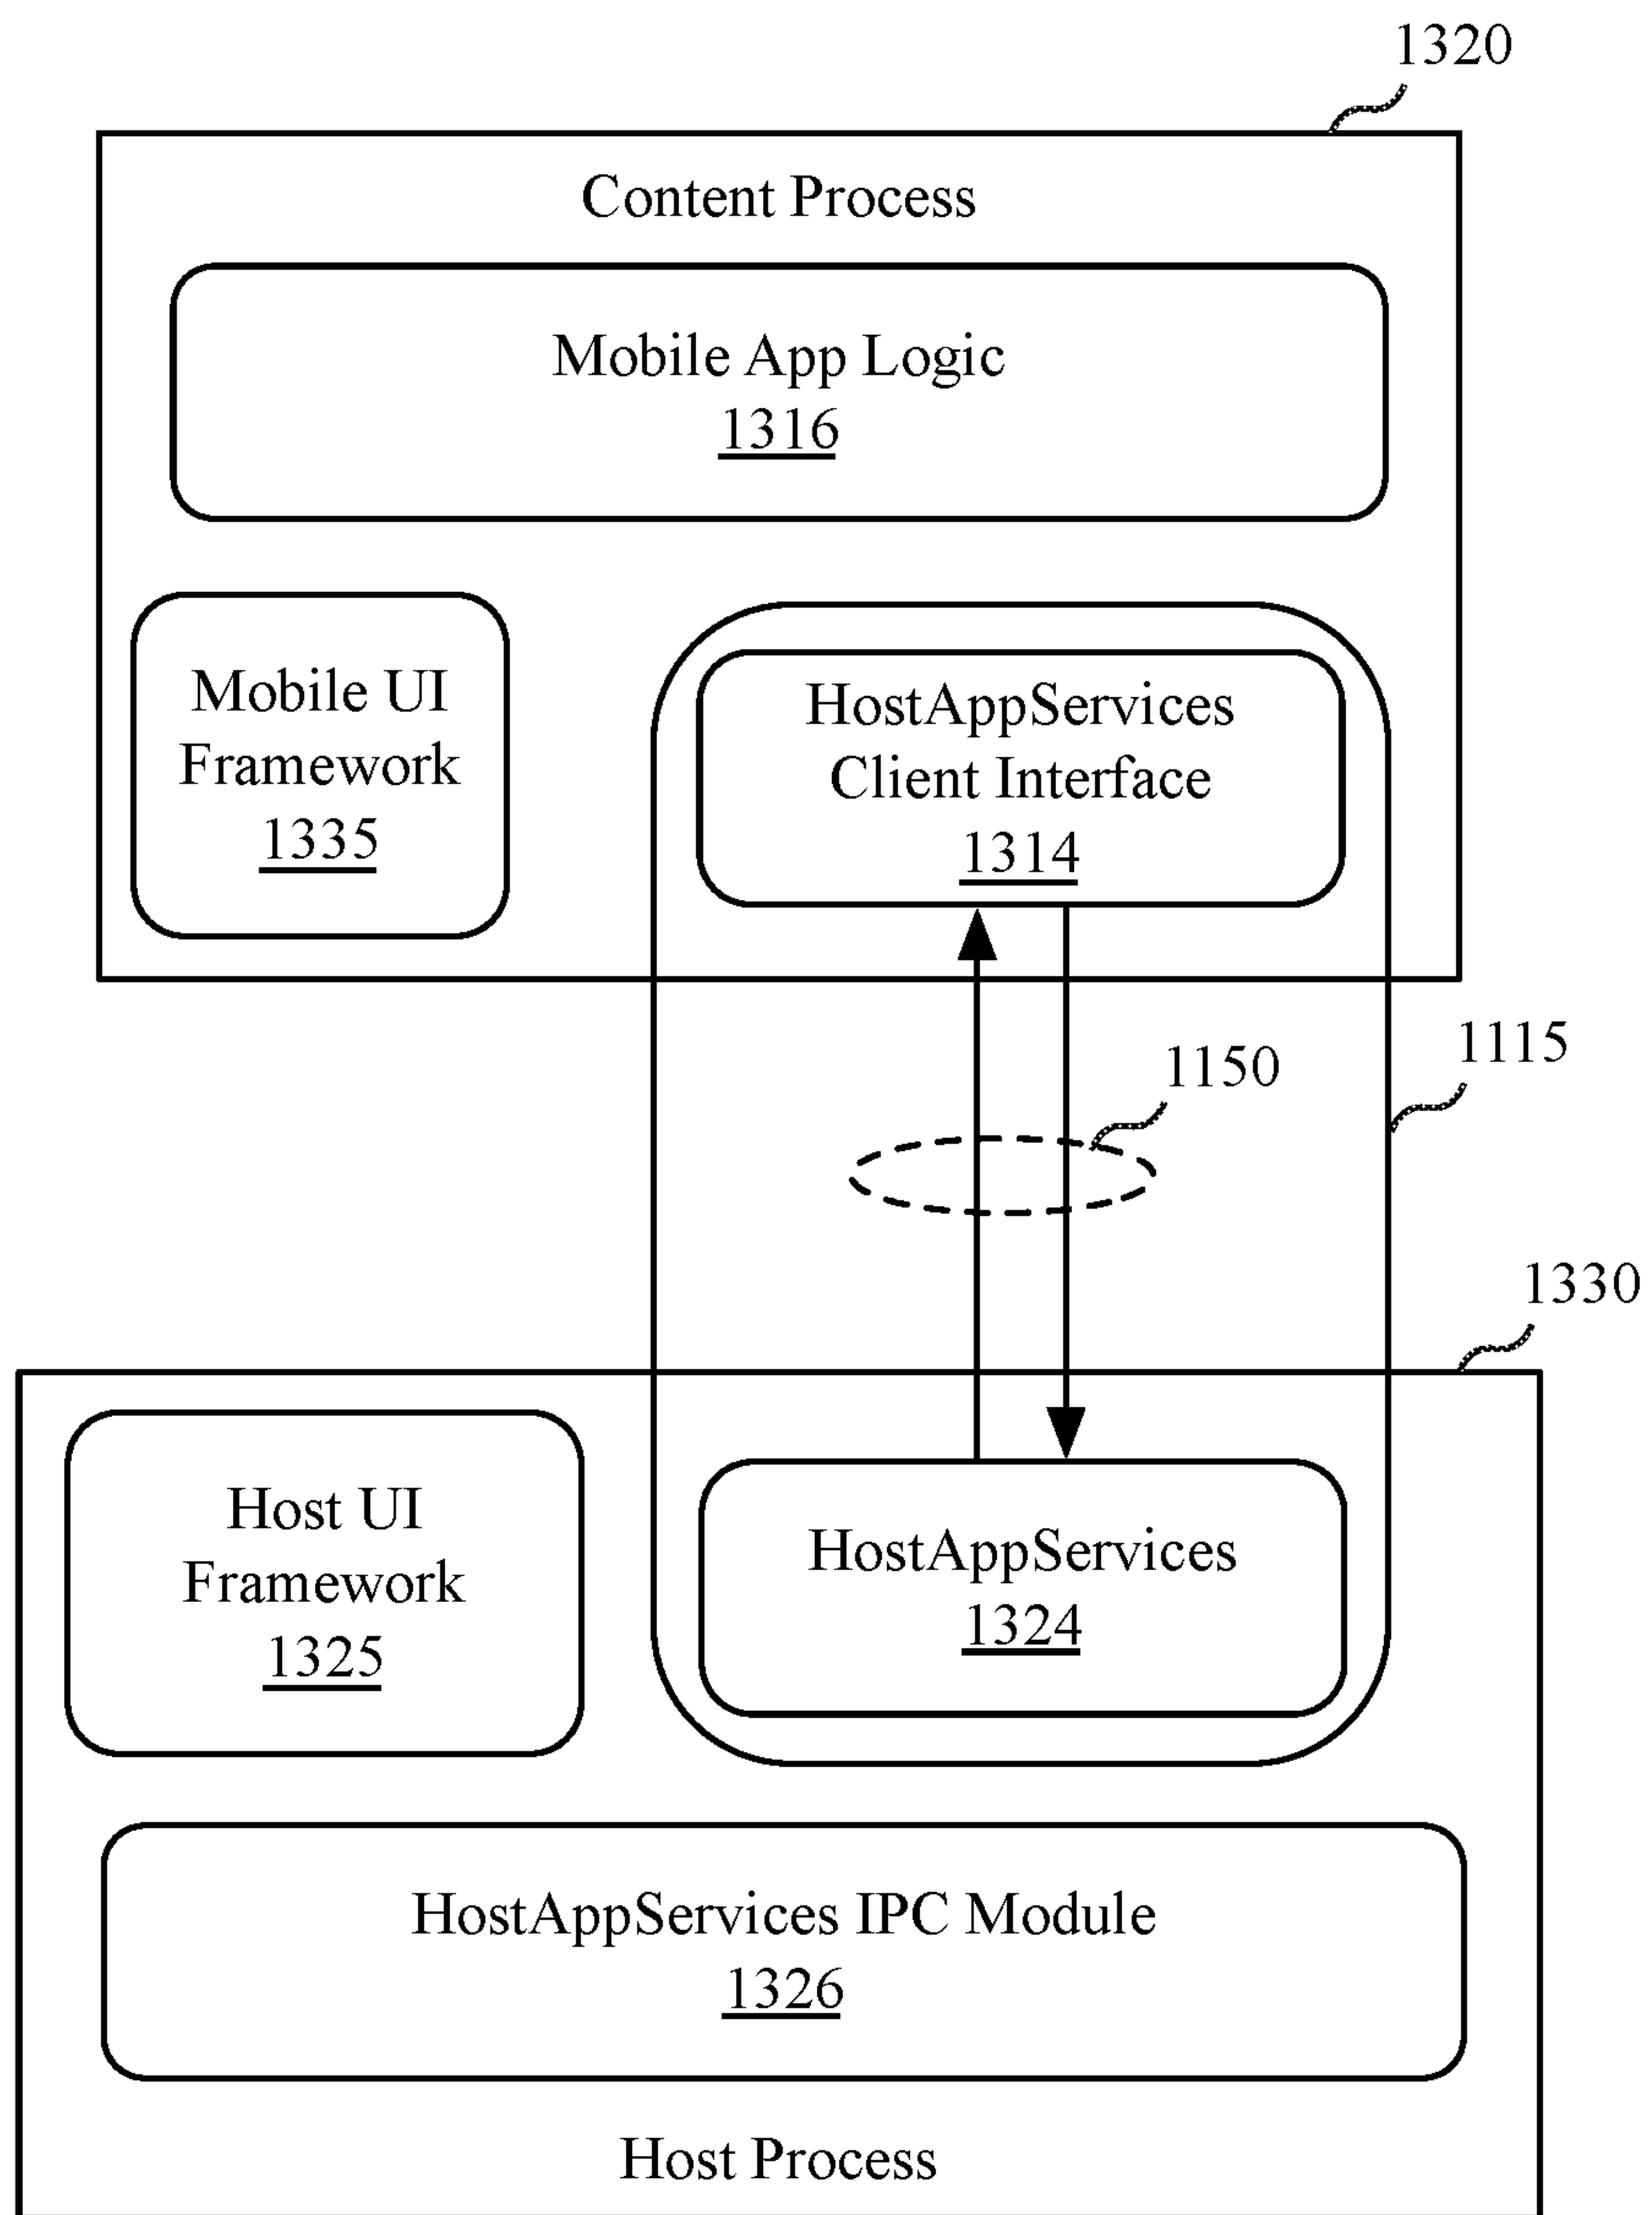 1320
Content Process
Mobile App Logic
1316
Mobile UI
Framework
1335
HostAppServices
Client Interface
1314
1115
1150
1330
Host UI
Framework
1325
HostAppServices
1324
HostAppServices IPC Module
1326
Host Process